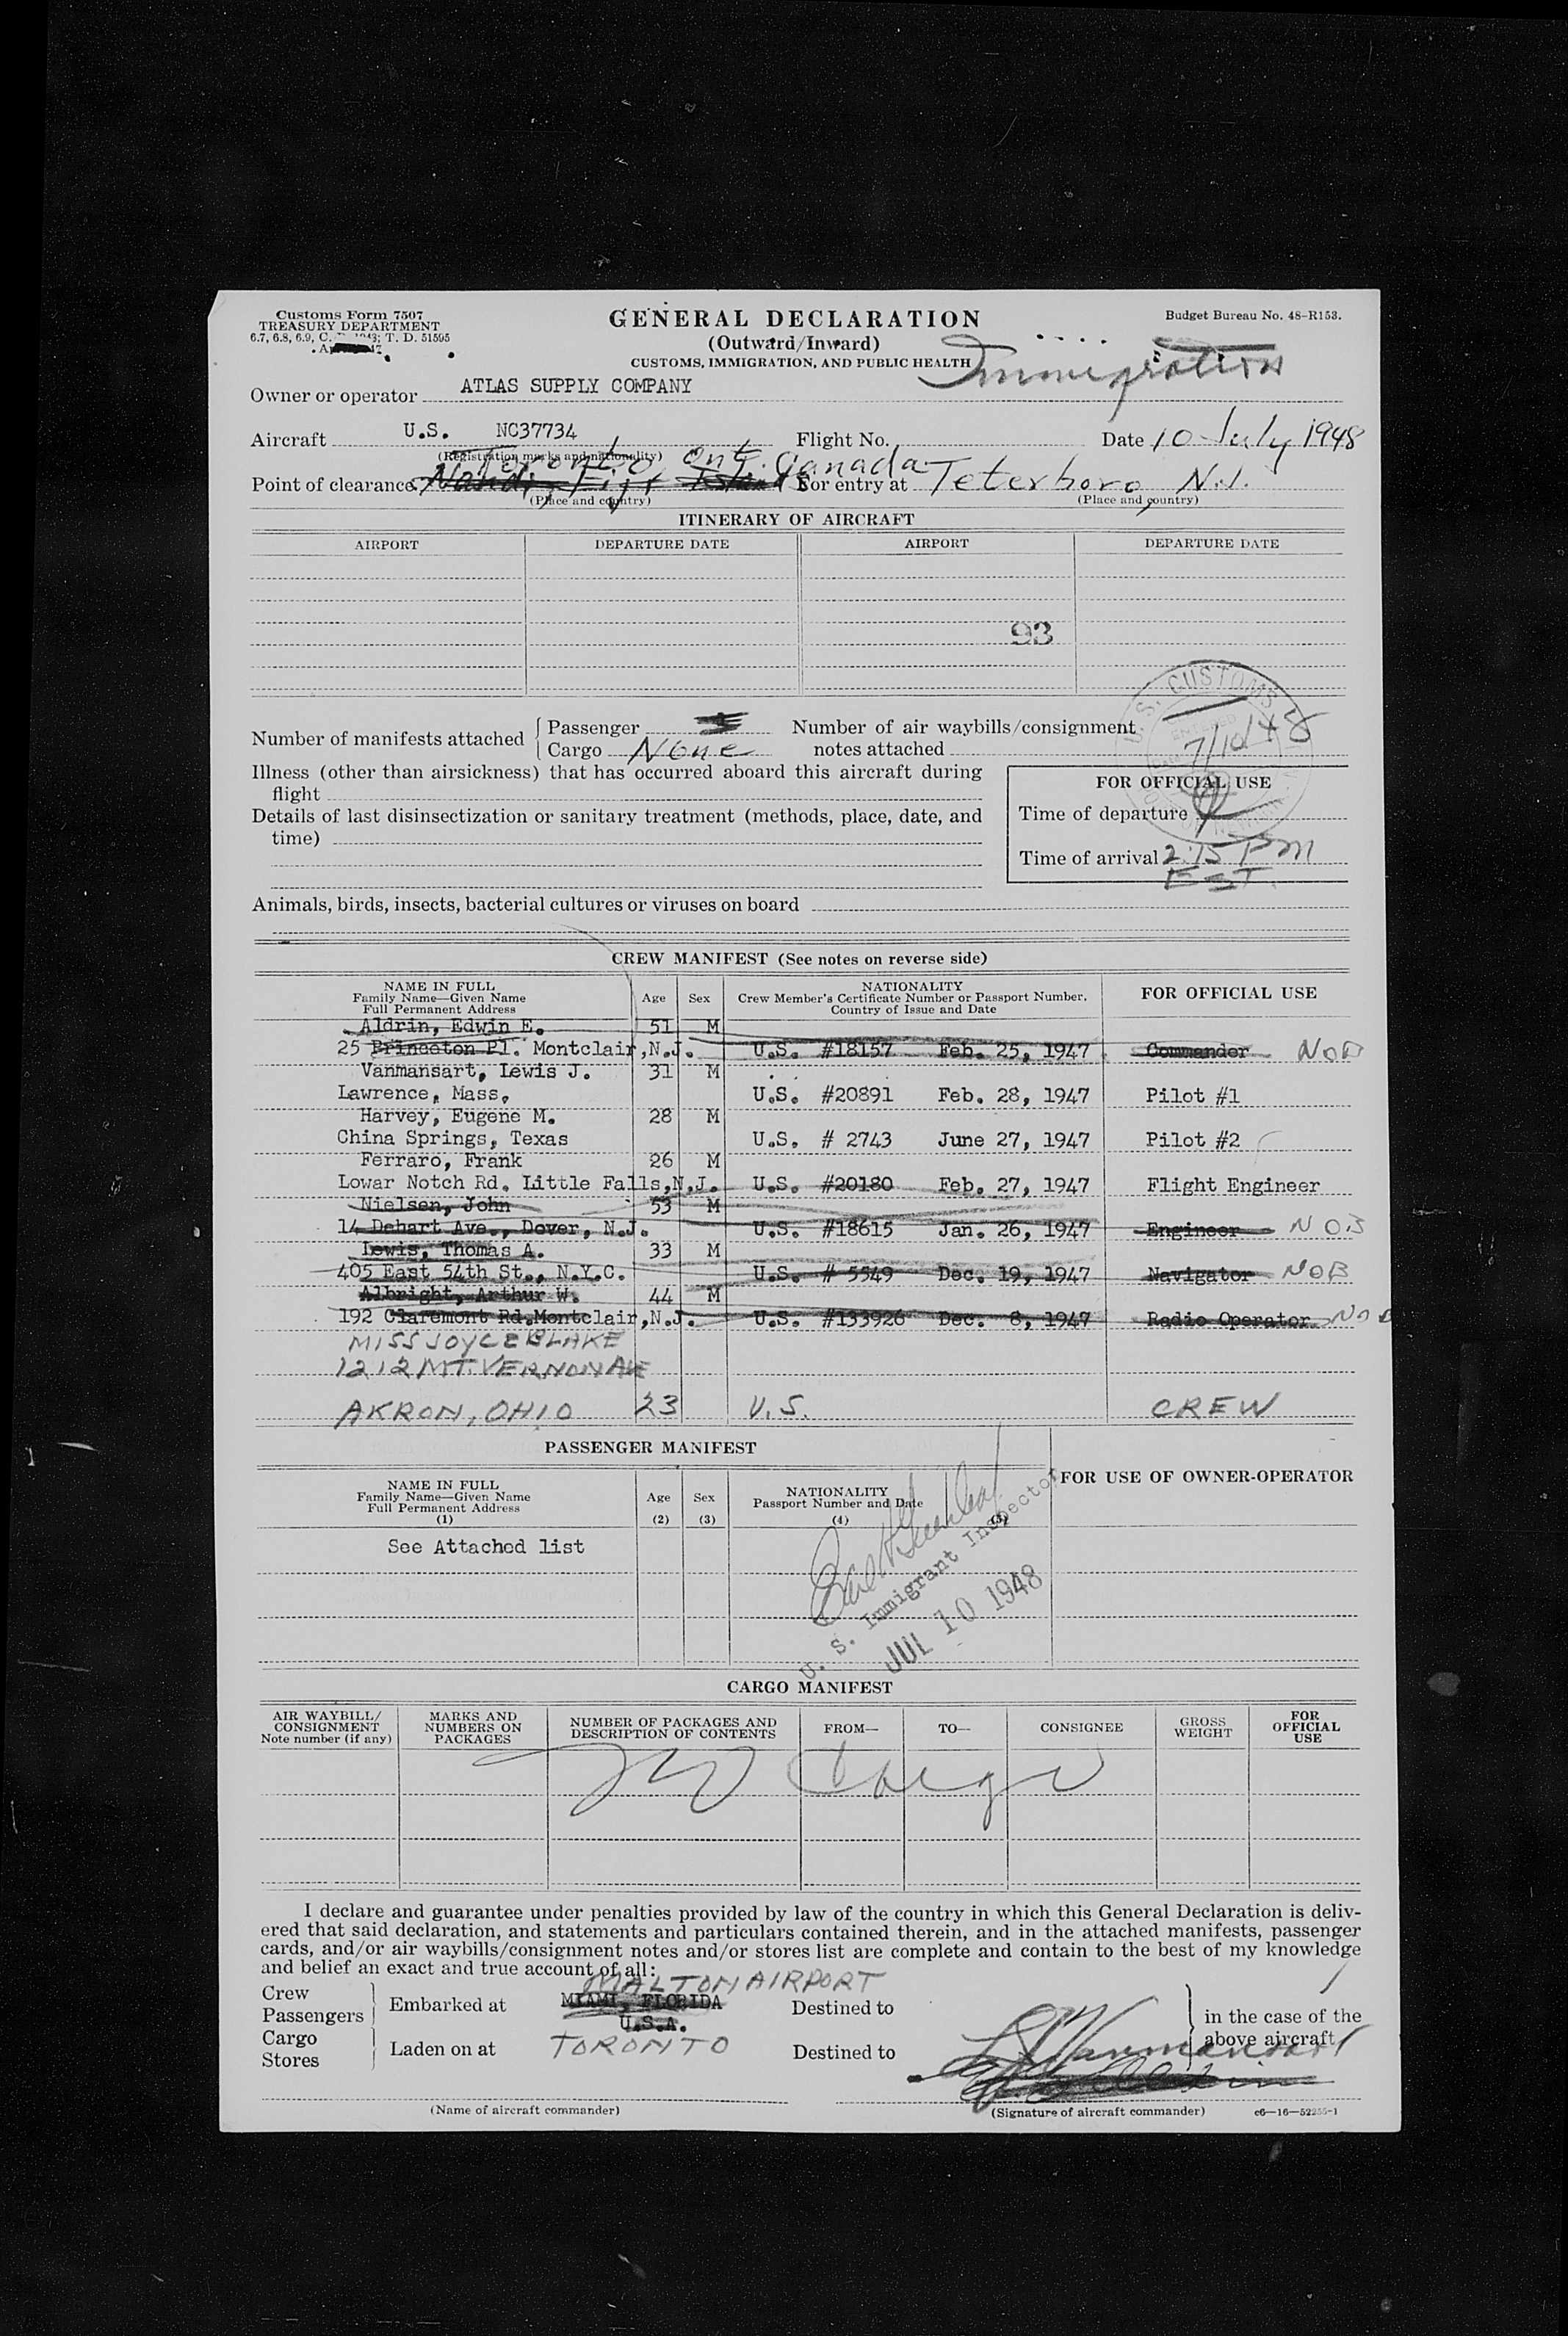 Customs Form 7507
TREASURY DEPARTMENT
6.7, 6.8, 6.9, C. 1943; T. D. 51595
GENERAL DECLARATION
(Outward/Inward)
CUSTOMS, IMMIGRATION, AND PUBLIC HEALTH
Budget Bureau No. 48-R153.
Immigration
Owner or operator ATLAS SUPPLY COMPANY
Aircraft U.S. NC37734 Flight No. Date 10 July 1948
(Registration marks and nationality)
Toronto, Ont. Canada
Point of clearance Nandi, Fiji Islands For entry at Teterboro, N.J.
(Place and country) (Place and country)
ITINERARY OF AIRCRAFT
AIRPORT DEPARTURE DATE AIRPORT DEPARTURE DATE
93
U.S. CUSTOMS
7/10/48
Number of manifests attached
Passenger
Cargo None
Number of air waybills/consignment
notes attached
Illness (other than airsickness) that has occurred aboard this aircraft during
flight
Details of last disinsectization or sanitary treatment (methods, place, date, and
time)
FOR OFFICIAL USE
Time of departure
Time of arrival 2:15 PM
EST.
Animals, birds, insects, bacterial cultures or viruses on board
CREW MANIFEST (See notes on reverse side)
NAME IN FULL
Family Name—Given Name
Full Permanent Address
Age Sex
NATIONALITY
Crew Member's Certificate Number or Passport Number,
Country of Issue and Date
FOR OFFICIAL USE
Aldrin, Edwin E. 51 M
25 Princeton Pl. Montclair, N.J. U.S. #18157 Feb. 25, 1947 Commander NOB
Vanmansart, Lewis J. 31 M
Lawrence, Mass, U.S. #20891 Feb. 28, 1947 Pilot #1
Harvey, Eugene M. 28 M
China Springs, Texas U.S. # 2743 June 27, 1947 Pilot #2
Ferraro, Frank 26 M
Lowar Notch Rd. Little Falls, N.J. U.S. #20180 Feb. 27, 1947 Flight Engineer
Nielsen, John 53 M
14 Dehart Ave., Dover, N.J. U.S. #18615 Jan. 26, 1947 Engineer NOB
Lewis, Thomas A. 33 M
405 East 54th St., N.Y.C. U.S. # 5549 Dec. 19, 1947 Navigator NOB
Albright, Arthur W. 44 M
192 Claremont Rd.Montclair, N.J. U.S. #133926 Dec. 8, 1947 Radio Operator NOB
MISS JOYCE BLAKE
1212 MT. VERNON AVE
AKRON, OHIO 23 U.S. CREW
PASSENGER MANIFEST
NAME IN FULL
Family Name—Given Name
Full Permanent Address
(1)
Age
(2)
Sex
(3)
NATIONALITY
Passport Number and Date
(4)
FOR USE OF OWNER-OPERATOR
See Attached list
U. S. Immigrant Inspector
JUL 10 1948
CARGO MANIFEST
AIR WAYBILL/
CONSIGNMENT
Note number (if any)
MARKS AND
NUMBERS ON
PACKAGES
NUMBER OF PACKAGES AND
DESCRIPTION OF CONTENTS
FROM—
TO—
CONSIGNEE
GROSS
WEIGHT
FOR
OFFICIAL
USE
No Cargo
I declare and guarantee under penalties provided by law of the country in which this General Declaration is deliv-
ered that said declaration, and statements and particulars contained therein, and in the attached manifests, passenger
cards, and/or air waybills/consignment notes and/or stores list are complete and contain to the best of my knowledge
and belief an exact and true account of all:
MALTON AIRPORT
Crew
Passengers
Cargo
Stores
Embarked at MIAMI, FLORIDA
U.S.A.
Destined to
Laden on at TORONTO
Destined to
in the case of the
above aircraft
L J Vanmansart
(Name of aircraft commander)
(Signature of aircraft commander)